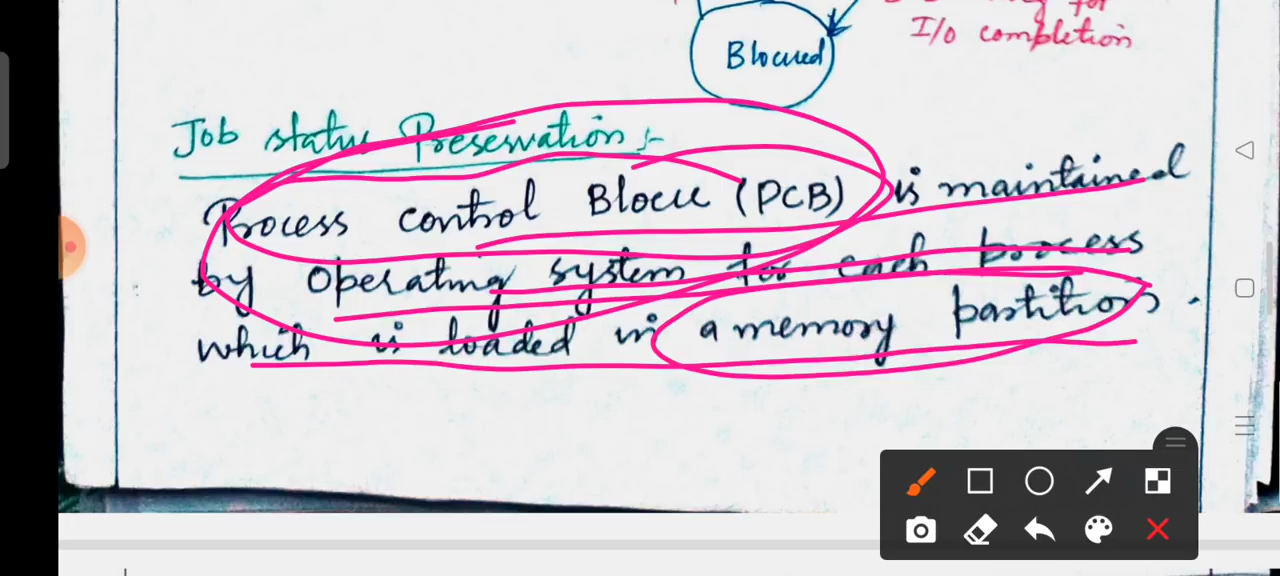 for
I/o completion
Blocked
Job status Preservation :-
Process control Block (PCB) is maintained
by operating system for each process
which is loaded in a memory partition.